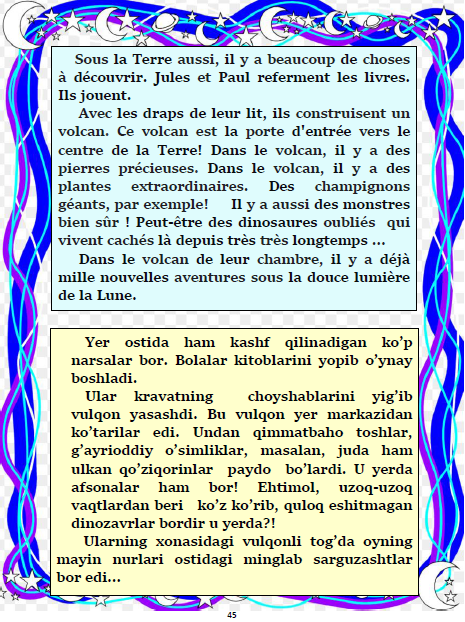 Sous la Terre aussi, il y a beaucoup de choses
à découvrir. Jules et Paul referment les livres.
Ils jouent.
Avec les draps de leur lit, ils construisent un
volcan. Ce volcan est la porte d'entrée vers le
centre de la Terre! Dans le volcan, il y a des
pierres précieuses. Dans le volcan, il y a des
plantes extraordinaires. Des champignons
géants, par exemple! Il y a aussi des monstres
bien sûr ! Peut-être des dinosaures oubliés qui
vivent cachés là depuis très très longtemps ...
Dans le volcan de leur chambre, il y a déjà
mille nouvelles aventures sous la douce lumière
de la Lune.
Yer ostida ham kashf qilinadigan ko’p
narsalar bor. Bolalar kitoblarini yopib o’ynay
boshladi.
Ular kravatning choyshablarini yig’ib
vulqon yasashdi. Bu vulqon yer markazidan
ko’tarilar edi. Undan qimmatbaho toshlar,
g’ayrioddiy o’simliklar, masalan, juda ham
ulkan qo’ziqorinlar paydo bo’lardi. U yerda
afsonalar ham bor! Ehtimol, uzoq-uzoq
vaqtlardan beri ko’z ko’rib, quloq eshitmagan
dinozavrlar bordir u yerda?!
Ularning xonasidagi vulqonli tog’da oyning
mayin nurlari ostidagi minglab sarguzashtlar
bor edi...
45